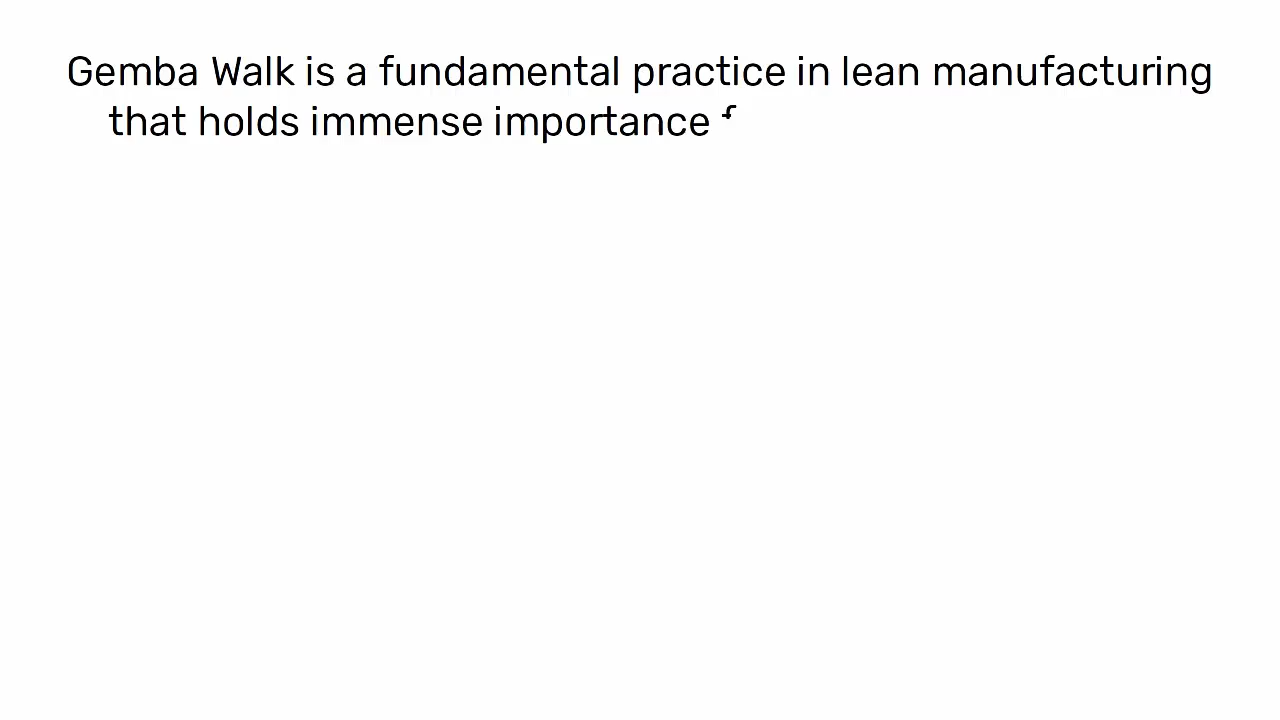 Gemba Walk is a fundamental practice in lean manufacturing
that holds immense importance